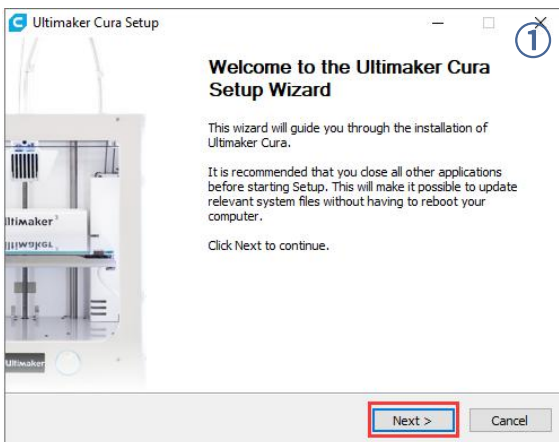 Ultimaker Cura Setup
①
Welcome to the Ultimaker Cura
Setup Wizard
This wizard will guide you through the installation of
Ultimaker Cura.
It is recommended that you close all other applications
before starting Setup. This will make it possible to update
relevant system files without having to reboot your
computer.
Click Next to continue.
Ultimaker³
Ultimaker
Ultimaker
Next >
Cancel